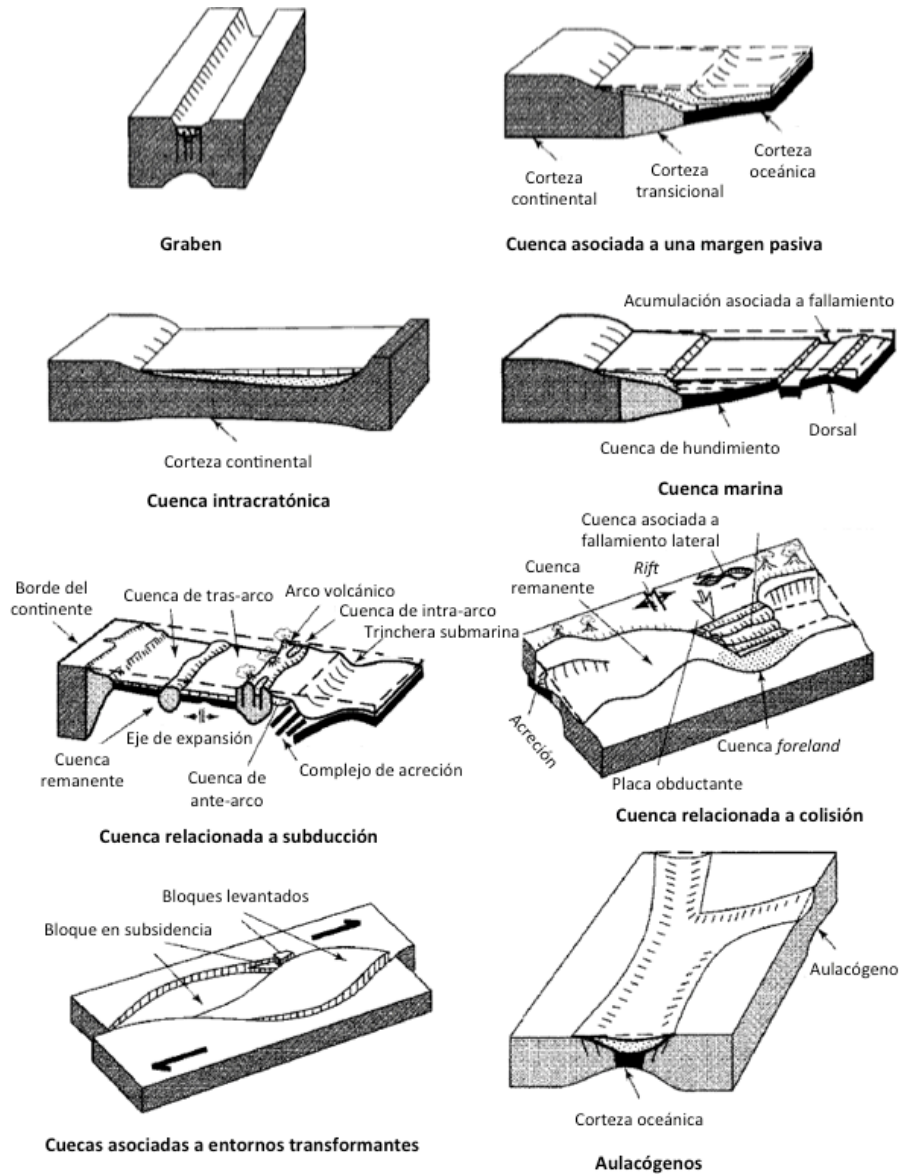 Corteza
continental
Corteza
transicional
Corteza
oceánica
Graben
Cuenca asociada a una margen pasiva
Corteza continental
Cuenca intracratónica
Acumulación asociada a fallamiento
Cuenca de hundimiento
Dorsal
Cuenca marina
Borde del
continente
Cuenca de tras-arco
Arco volcánico
Cuenca de intra-arco
Trinchera submarina
Cuenca
remanente
Eje de expansión
Cuenca de
ante-arco
Complejo de acreción
Cuenca relacionada a subducción
Cuenca asociada a
fallamiento lateral
Cuenca
remanente
Rift
Acreción
Placa obductante
Cuenca foreland
Cuenca relacionada a colisión
Bloques levantados
Bloque en subsidencia
Cuecas asociadas a entornos transformantes
Aulacógeno
Corteza oceánica
Aulacógenos